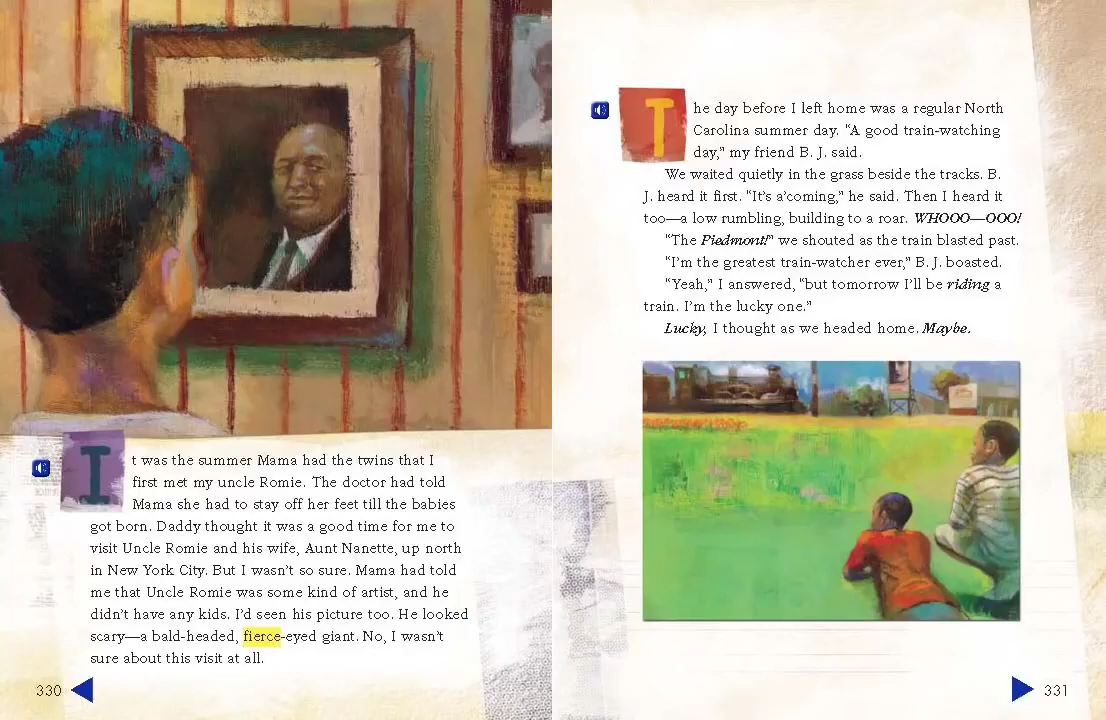 It was the summer Mama had the twins that I
first met my uncle Romie. The doctor had told
Mama she had to stay off her feet till the babies
got born. Daddy thought it was a good time for me to
visit Uncle Romie and his wife, Aunt Nanette, up north
in New York City. But I wasn't so sure. Mama had told
me that Uncle Romie was some kind of artist, and he
didn't have any kids. I'd seen his picture too. He looked
scary—a bald-headed, fierce-eyed giant. No, I wasn't
sure about this visit at all.
330
The day before I left home was a regular North
Carolina summer day. "A good train-watching
day," my friend B. J. said.
We waited quietly in the grass beside the tracks. B.
J. heard it first. "It's a'coming," he said. Then I heard it
too—a low rumbling, building to a roar. WHOOO—OOO!
"The Piedmont!" we shouted as the train blasted past.
"I'm the greatest train-watcher ever," B. J. boasted.
"Yeah," I answered, "but tomorrow I'll be riding a
train. I'm the lucky one."
Lucky, I thought as we headed home. Maybe.
331